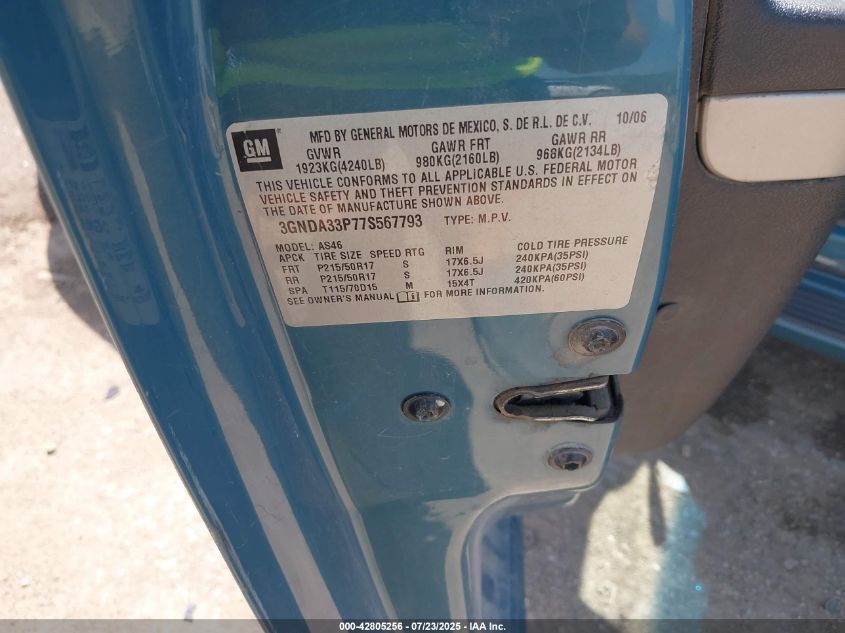 GM
MFD BY GENERAL MOTORS DE MEXICO, S. DE R.L. DE C.V. 10/06
GVWR GAWR FRT GAWR RR
1923KG(4240LB) 980KG(2160LB) 968KG(2134LB)
THIS VEHICLE CONFORMS TO ALL APPLICABLE U.S. FEDERAL MOTOR
VEHICLE SAFETY AND THEFT PREVENTION STANDARDS IN EFFECT ON
THE DATE OF MANUFACTURE SHOWN ABOVE.
3GNDA33P77S567793 TYPE: M.P.V.
MODEL: AS46
APCK TIRE SIZE SPEED RTG RIM COLD TIRE PRESSURE
FRT P215/50R17 S 17X6.5J 240KPA(35PSI)
RR P215/50R17 S 17X6.5J 240KPA(35PSI)
SPA T115/70D15 M 15X4T 420KPA(60PSI)
SEE OWNER'S MANUAL FOR MORE INFORMATION.
000-42805256 - 07/23/2025 - IAA Inc.